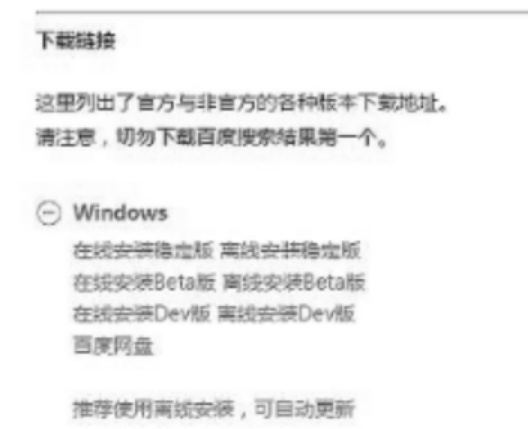 下载链接
这里列出了官方与非官方的各种版本下载地址。
请注意，切勿下载百度搜索结果第一个。
Windows
在线安装稳定版 离线安装稳定版
在线安装Beta版 离线安装Beta版
在线安装Dev版 离线安装Dev版
百度网盘
推荐使用离线安装，可自动更新